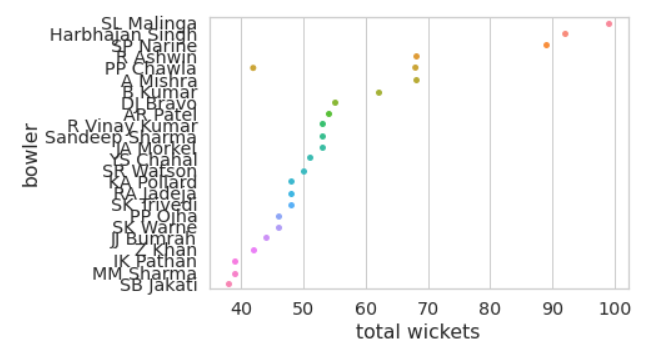 SL Malinga
Harbhajan Singh
SP Narine
R Ashwin
PP Chawla
A Mishra
B Kumar
DJ Bravo
AR Patel
R Vinay Kumar
Sandeep Sharma
JA Morkel
YS Chahal
SR Watson
KA Pollard
RA Jadeja
SK Trivedi
PP Ojha
SK Warne
JJ Bumrah
Z Khan
IK Pathan
MM Sharma
SB Jakati
bowler
40 50 60 70 80 90 100
total wickets